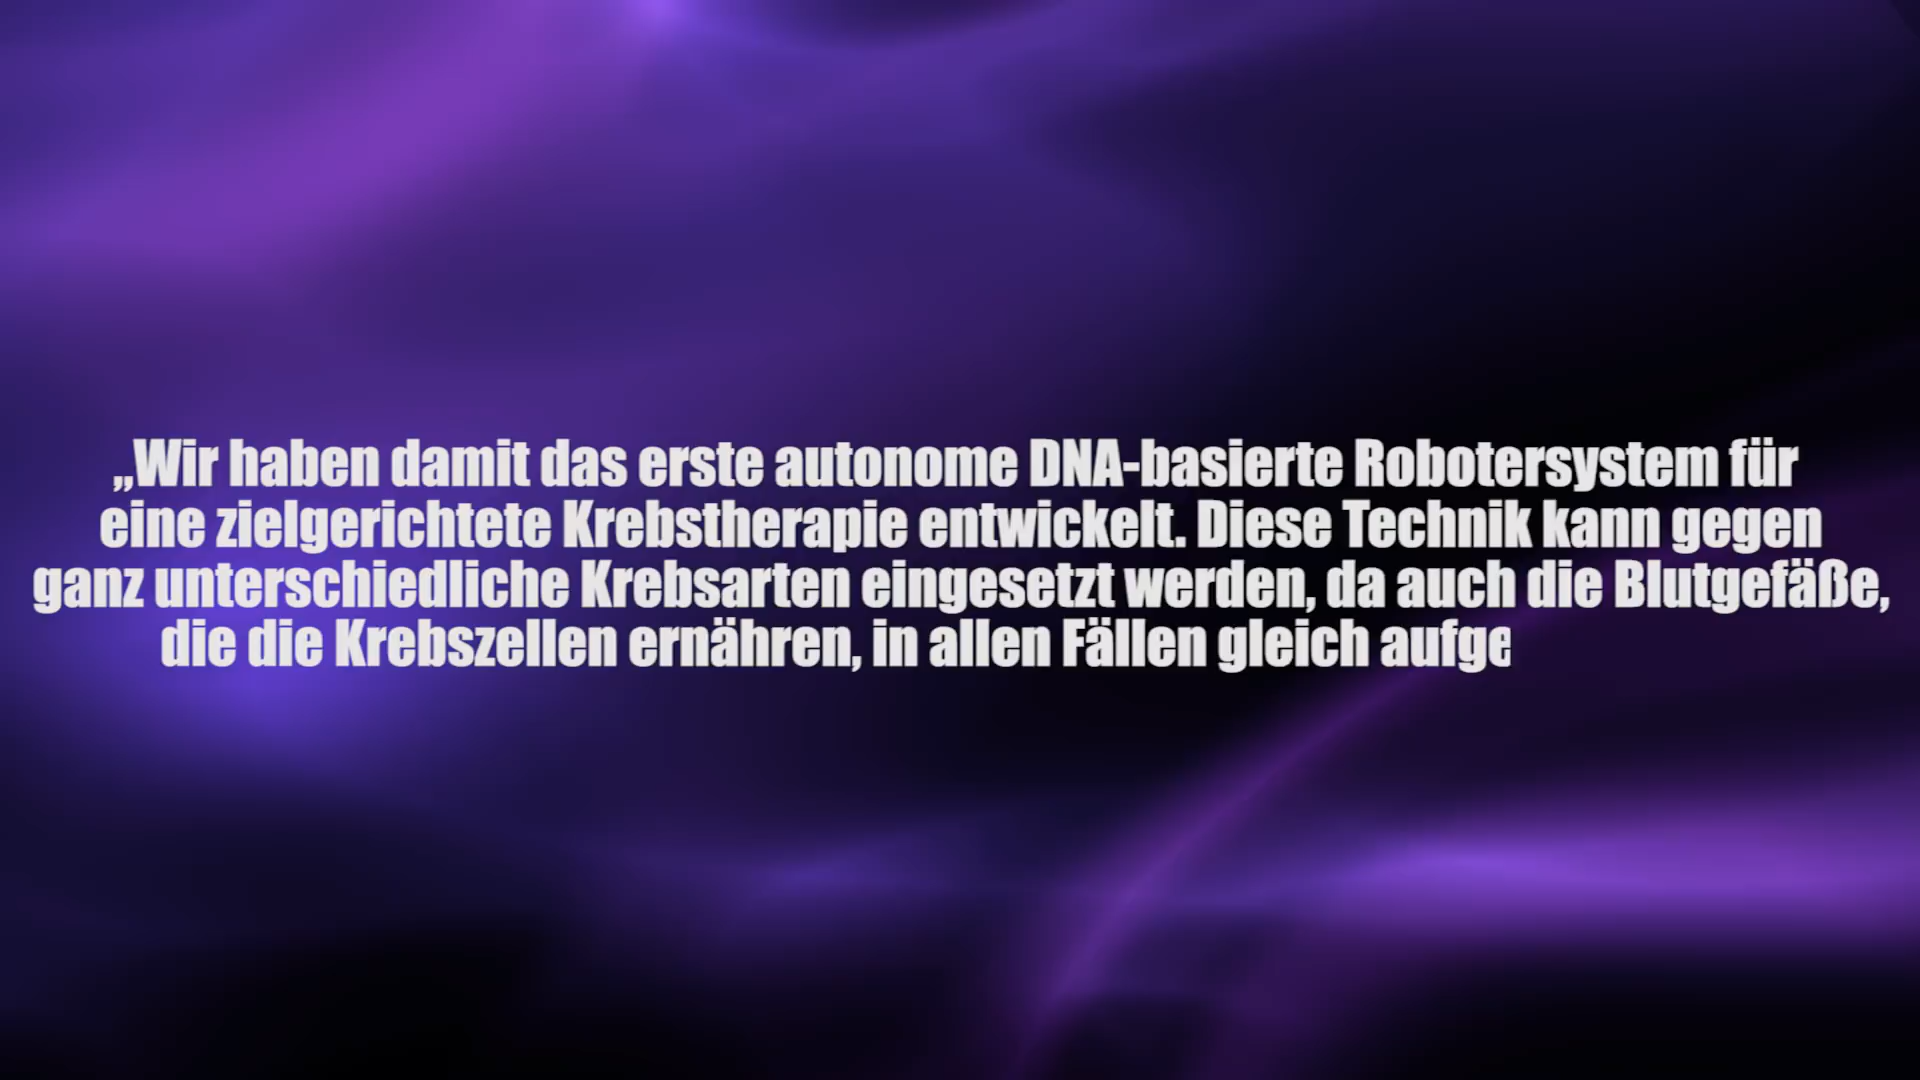 „Wir haben damit das erste autonome DNA-basierte Robotersystem für
eine zielgerichtete Krebstherapie entwickelt. Diese Technik kann gegen
ganz unterschiedliche Krebsarten eingesetzt werden, da auch die Blutgefäße,
die die Krebszellen ernähren, in allen Fällen gleich aufge